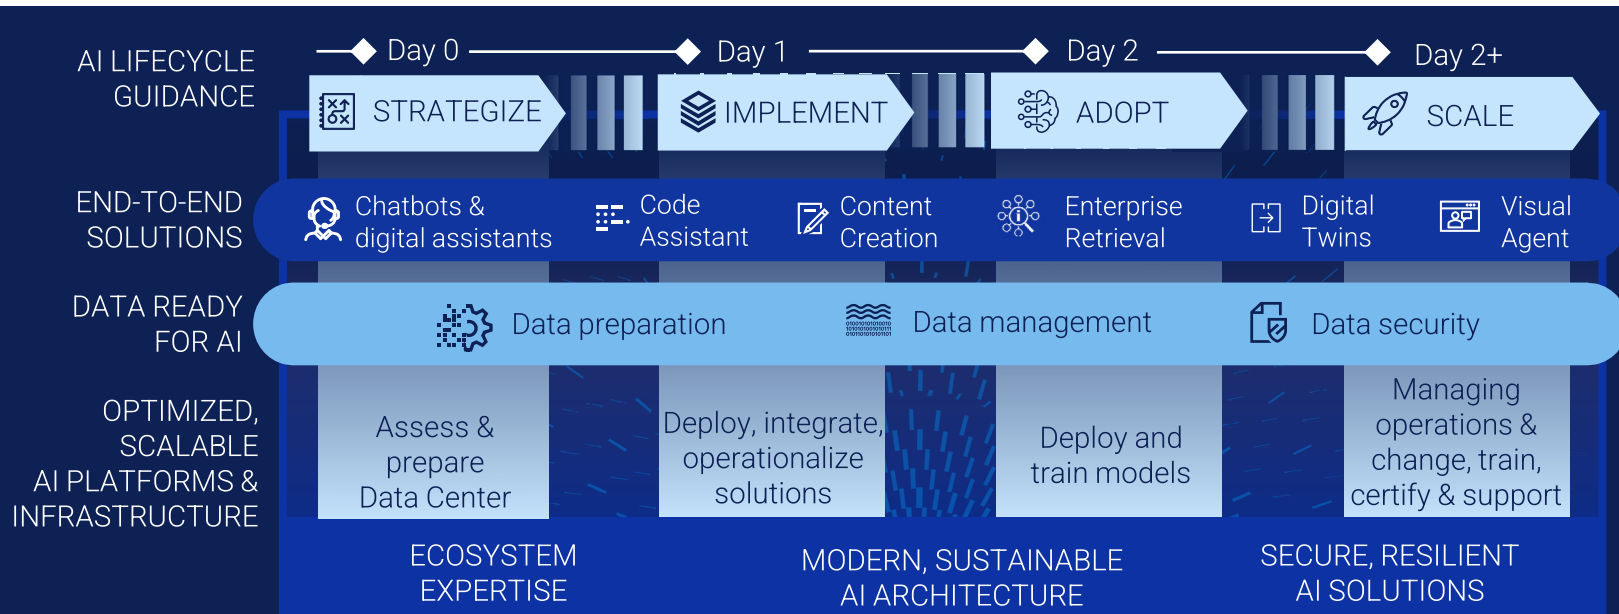 AI LIFECYCLE
GUIDANCE
Day 0
Day 1
Day 2
Day 2+
STRATEGIZE
IMPLEMENT
ADOPT
SCALE
END-TO-END
SOLUTIONS
Chatbots &
digital assistants
Code
Assistant
Content
Creation
Enterprise
Retrieval
Digital
Twins
Visual
Agent
DATA READY
FOR AI
Data preparation
Data management
Data security
OPTIMIZED,
SCALABLE
AI PLATFORMS &
INFRASTRUCTURE
Assess &
prepare
Data Center
Deploy, integrate,
operationalize
solutions
Deploy and
train models
Managing
operations &
change, train,
certify & support
ECOSYSTEM
EXPERTISE
MODERN, SUSTAINABLE
AI ARCHITECTURE
SECURE, RESILIENT
AI SOLUTIONS